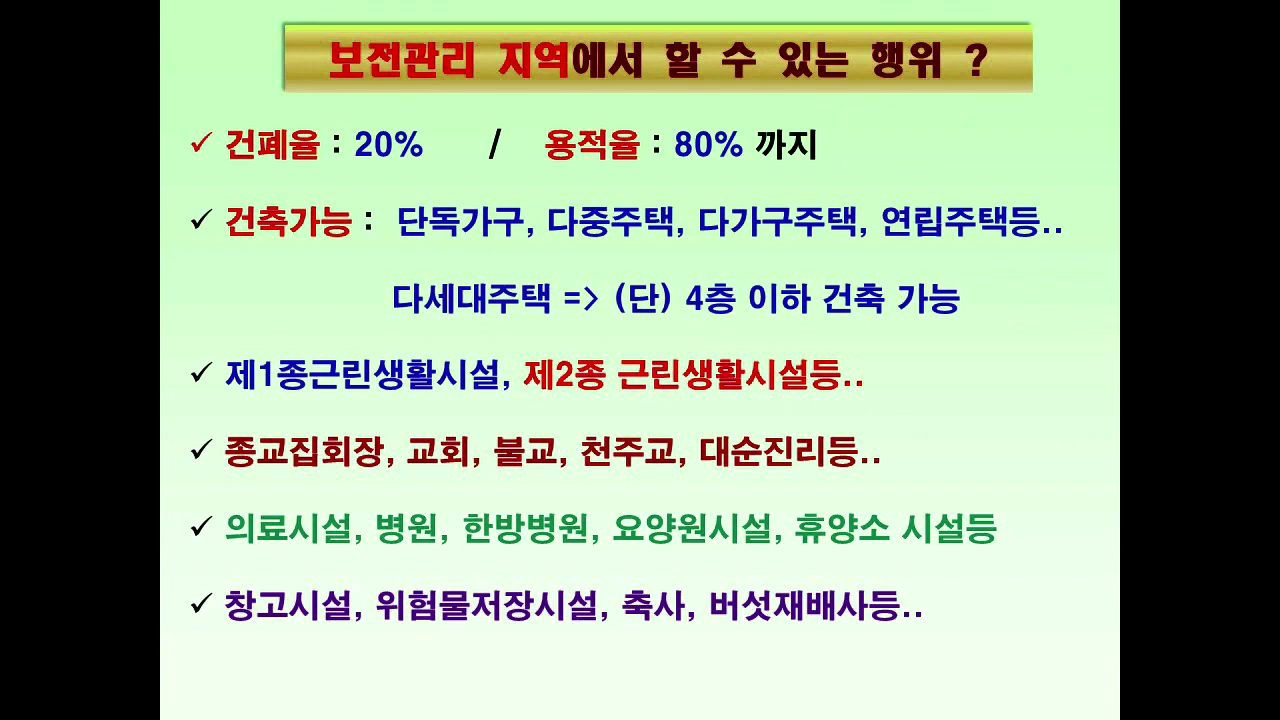 보전관리 지역에서 할 수 있는 행위 ?
✓ 건폐율 : 20% / 용적율 : 80% 까지
✓ 건축가능 : 단독가구, 다중주택, 다가구주택, 연립주택등..
다세대주택 => (단) 4층 이하 건축 가능
✓ 제1종근린생활시설, 제2종 근린생활시설등..
✓ 종교집회장, 교회, 불교, 천주교, 대순진리등..
✓ 의료시설, 병원, 한방병원, 요양원시설, 휴양소 시설등
✓ 창고시설, 위험물저장시설, 축사, 버섯재배사등..